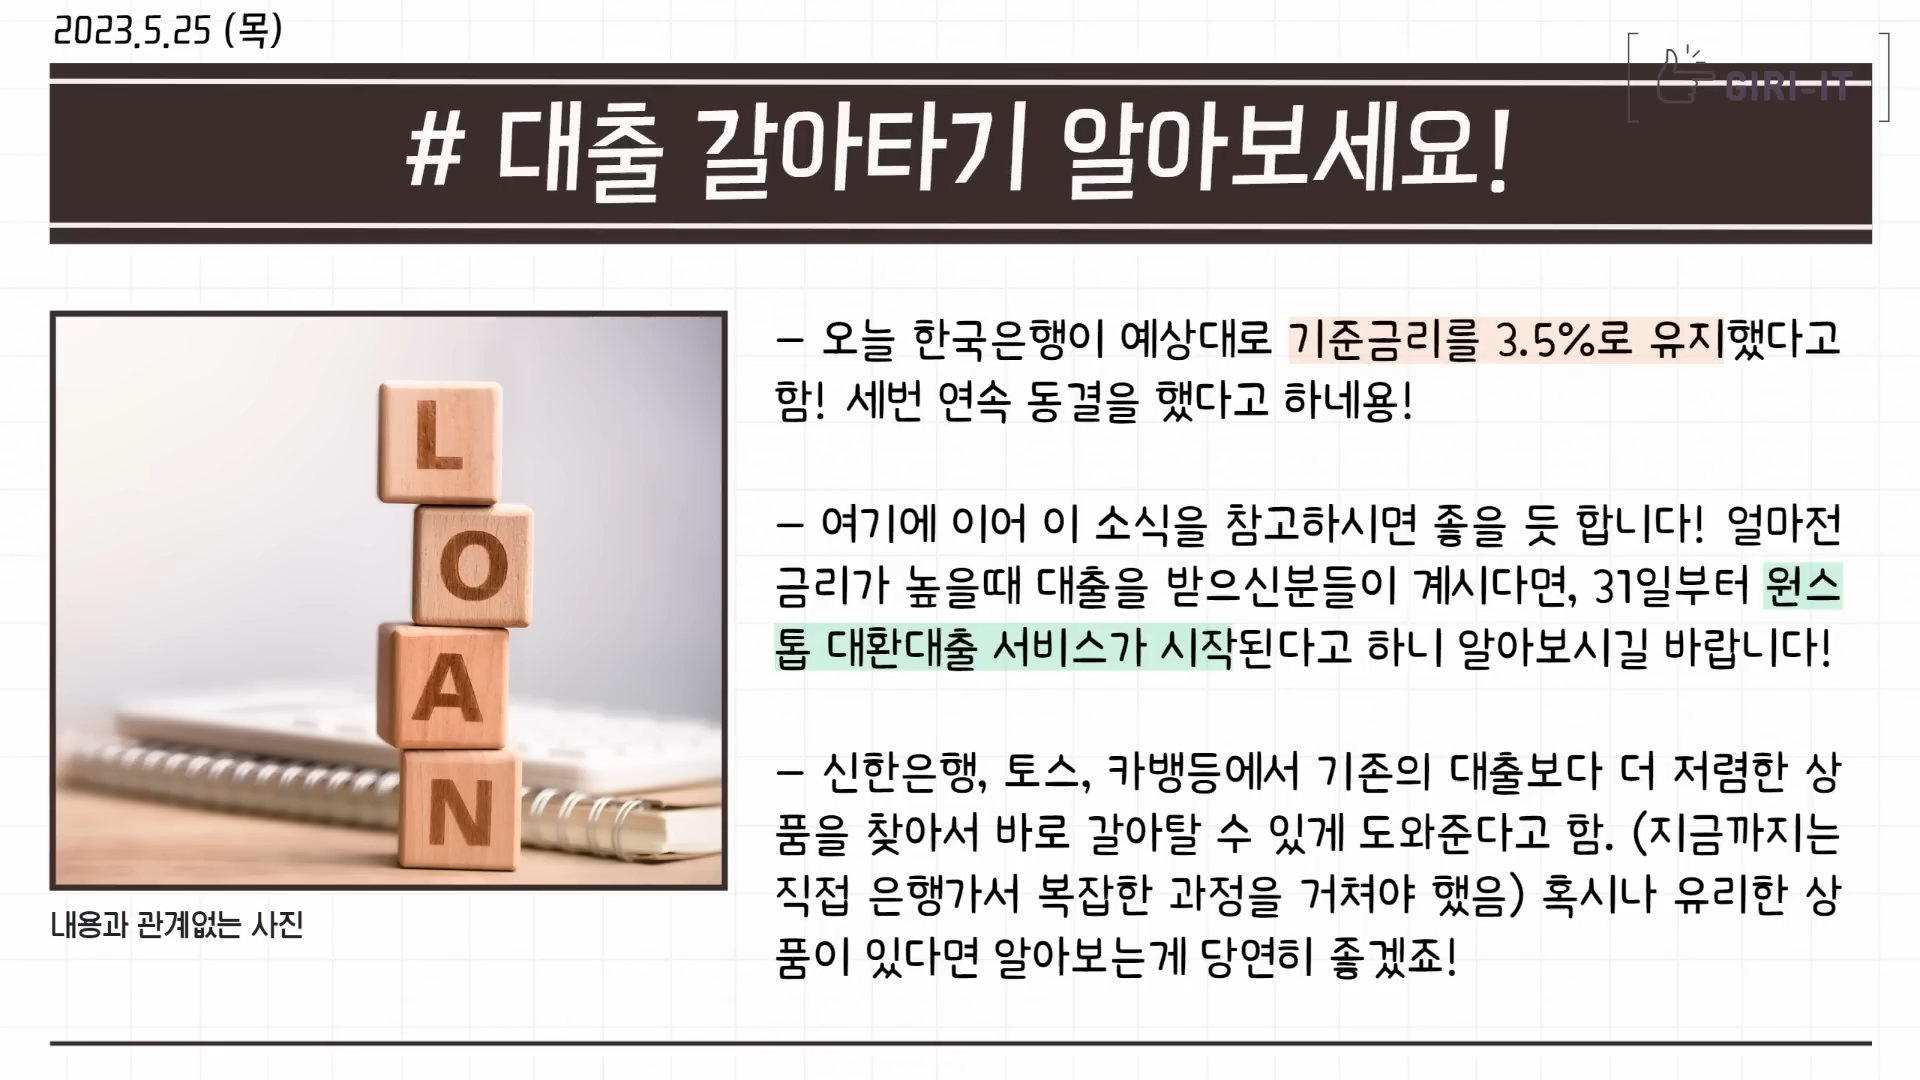 2023.5.25 (목)
GIRI-IT
# 대출 갈아타기 알아보세요!
L
O
A
N
내용과 관계없는 사진
– 오늘 한국은행이 예상대로 기준금리를 3.5%로 유지했다고
함! 세번 연속 동결을 했다고 하네용!
– 여기에 이어 이 소식을 참고하시면 좋을 듯 합니다! 얼마전
금리가 높을때 대출을 받으신분들이 계시다면, 31일부터 원스
톱 대환대출 서비스가 시작된다고 하니 알아보시길 바랍니다!
– 신한은행, 토스, 카뱅등에서 기존의 대출보다 더 저렴한 상
품을 찾아서 바로 갈아탈 수 있게 도와준다고 함. (지금까지는
직접 은행가서 복잡한 과정을 거쳐야 했음) 혹시나 유리한 상
품이 있다면 알아보는게 당연히 좋겠죠!